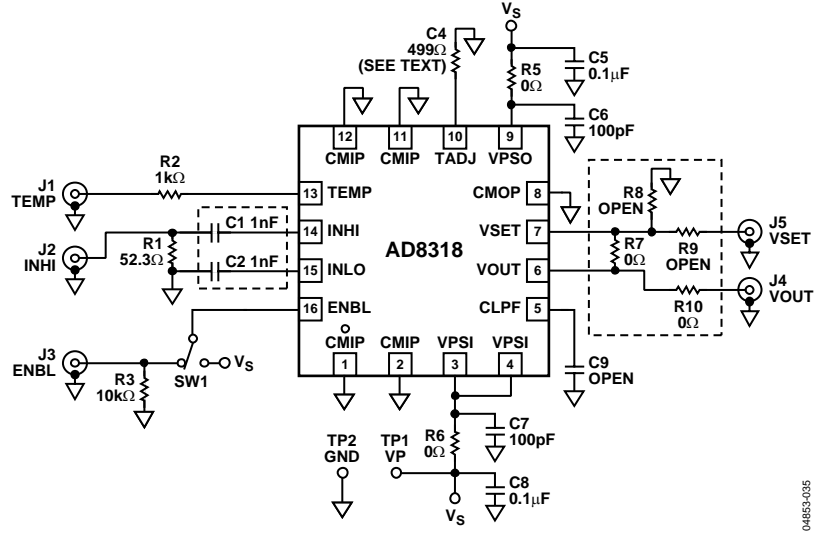 VS
C4
499Ω
(SEE TEXT)
C5
0.1µF
R5
0Ω
C6
100pF
12
11
10
9
CMIP
CMIP
TADJ
VPSO
J1
TEMP
R2
1kΩ
13
TEMP
CMOP
8
R8
OPEN
J2
INHI
R1
52.3Ω
C1 1nF
14
INHI
VSET
7
R7
0Ω
R9
OPEN
J5
VSET
AD8318
C2 1nF
15
INLO
VOUT
6
R10
0Ω
J4
VOUT
16
ENBL
CLPF
5
C9
OPEN
J3
ENBL
R3
10kΩ
SW1
VS
CMIP
CMIP
VPSI
VPSI
1
2
3
4
TP2
GND
TP1
VP
R6
0Ω
C7
100pF
C8
0.1µF
VS
04853-035